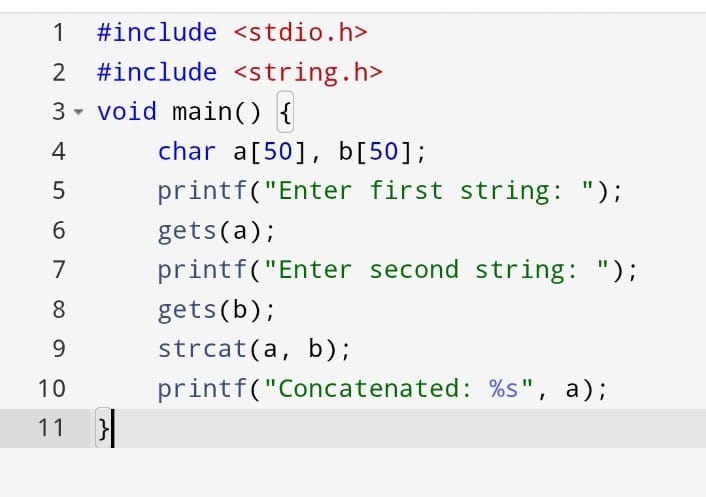 1 #include <stdio.h>
2 #include <string.h>
3 void main() {
4     char a[50], b[50];
5     printf("Enter first string: ");
6     gets(a);
7     printf("Enter second string: ");
8     gets(b);
9     strcat(a, b);
10     printf("Concatenated: %s", a);
11 }